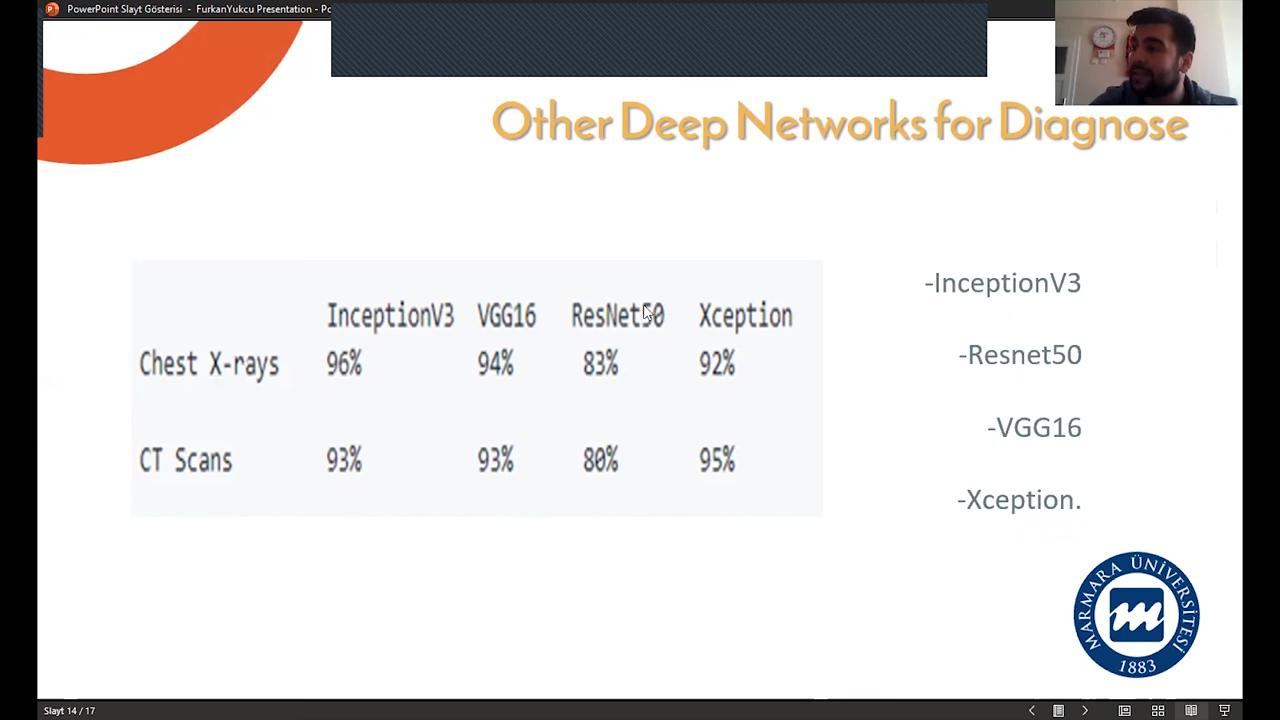 PowerPoint Slayt Gösterisi - FurkanYukcu Presentation - Po
Other Deep Networks for Diagnose
InceptionV3 VGG16 ResNet50 Xception
Chest X-rays 96% 94% 83% 92%
CT Scans 93% 93% 80% 95%
-InceptionV3
-Resnet50
-VGG16
-Xception.
MARMARA ÜNİVERSİTESİ
1883
Slayt 14 / 17